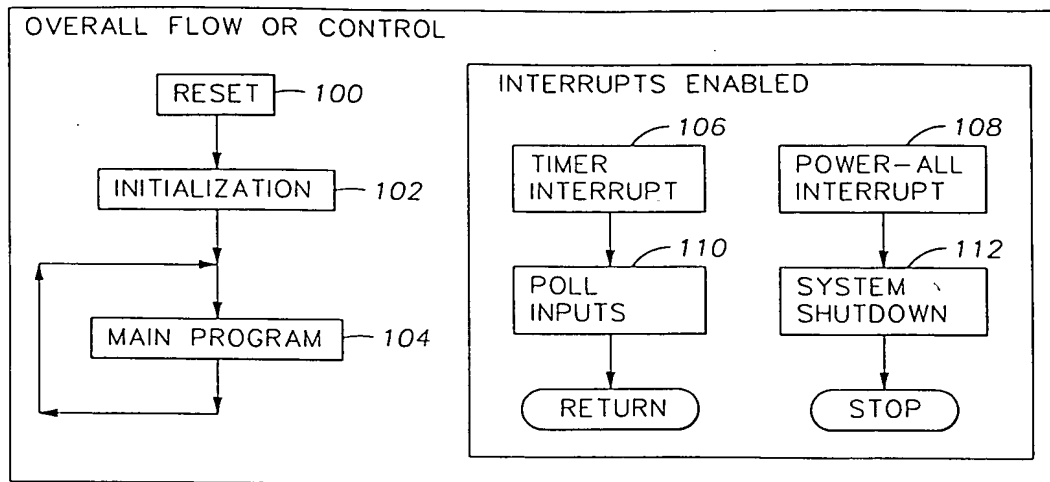 OVERALL FLOW OR CONTROL
RESET
100
INITIALIZATION
102
MAIN PROGRAM
104
INTERRUPTS ENABLED
106
TIMER
INTERRUPT
110
POLL
INPUTS
RETURN
108
POWER-ALL
INTERRUPT
112
SYSTEM
SHUTDOWN
STOP